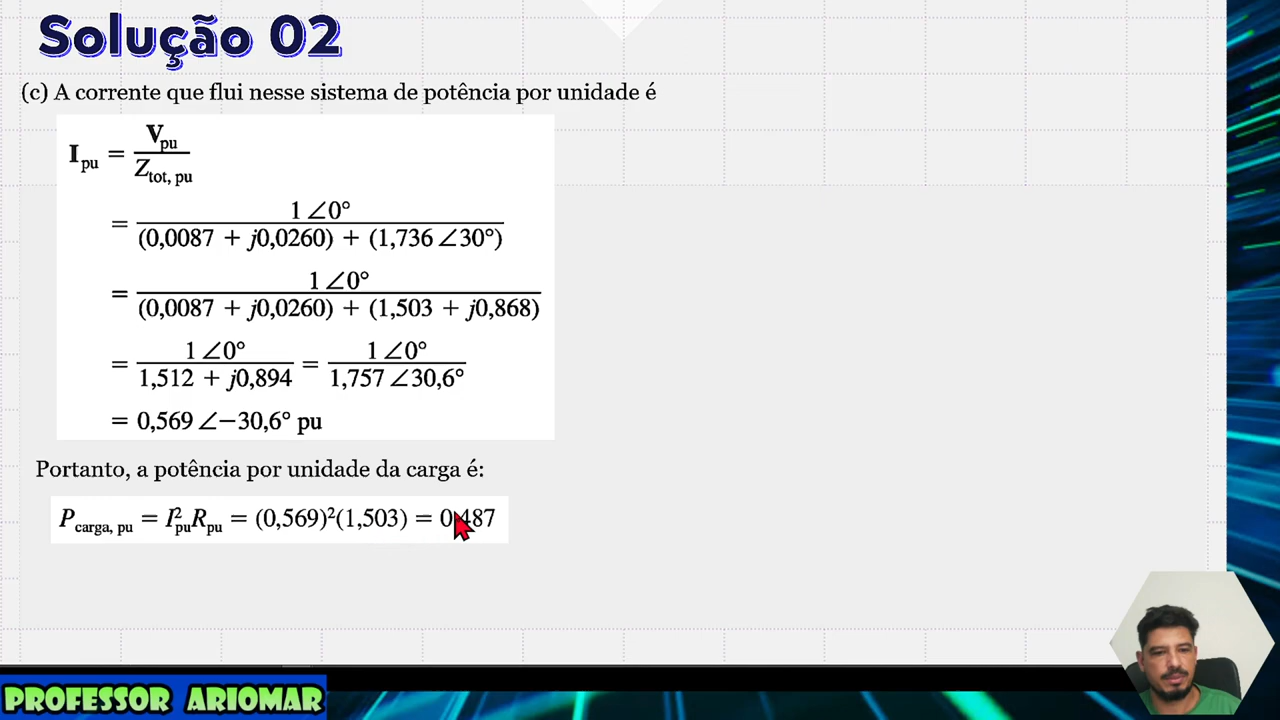 Solução 02
(c) A corrente que flui nesse sistema de potência por unidade é
I_pu = V_pu / Z_tot, pu
= 1 ∠0° / (0,0087 + j0,0260) + (1,736 ∠30°)
= 1 ∠0° / (0,0087 + j0,0260) + (1,503 + j0,868)
= 1 ∠0° / 1,512 + j0,894 = 1 ∠0° / 1,757 ∠30,6°
= 0,569 ∠−30,6° pu
Portanto, a potência por unidade da carga é:
P_carga, pu = I²_pu R_pu = (0,569)²(1,503) = 0,487
PROFESSOR ARIOMAR